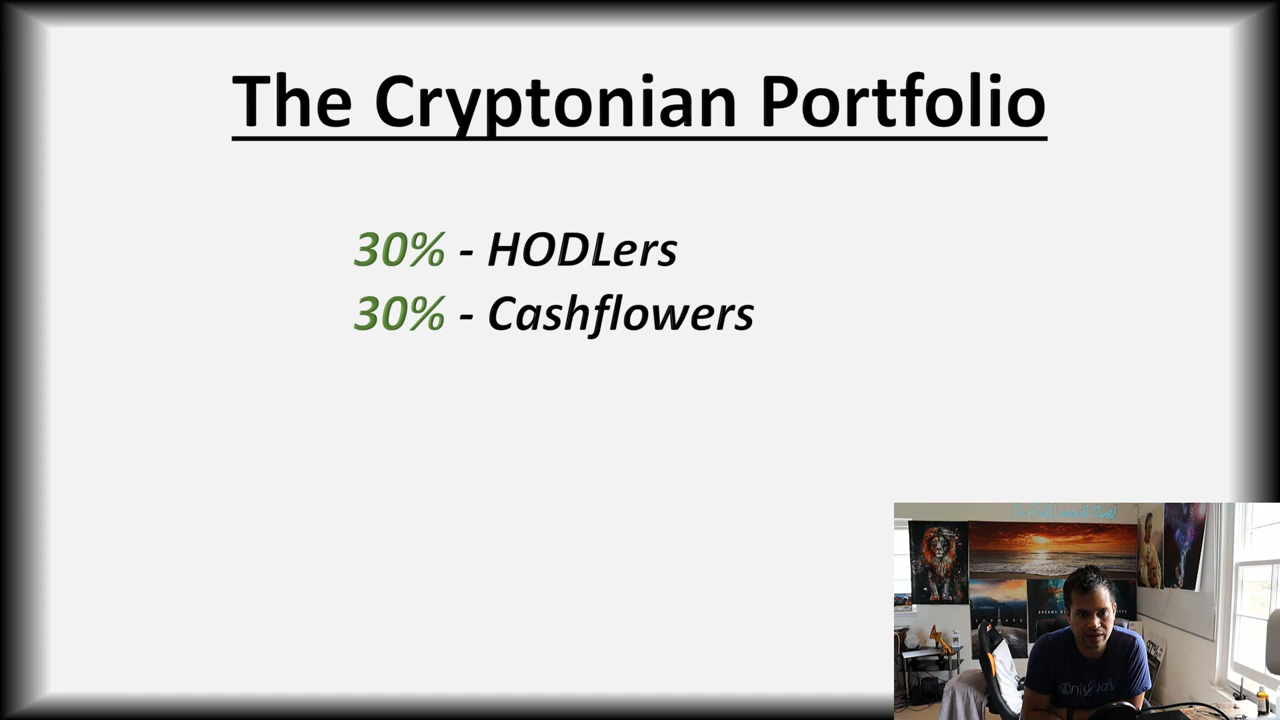 The Cryptonian Portfolio
30% - HODLers
30% - Cashflowers